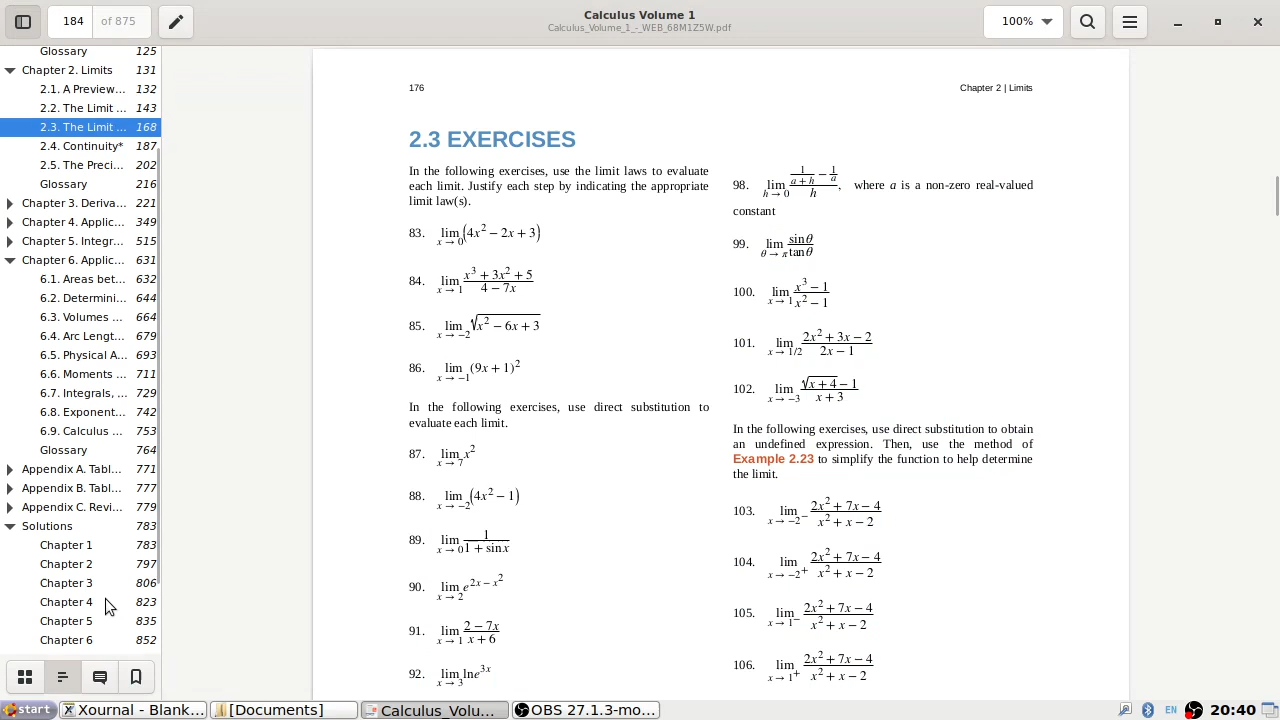 184 of 875
Calculus Volume 1
Calculus_Volume_1_-_WEB_68M1Z5W.pdf
100%
Glossary 125
Chapter 2. Limits 131
2.1. A Preview... 132
2.2. The Limit ... 143
2.3. The Limit ... 168
2.4. Continuity* 187
2.5. The Preci... 202
Glossary 216
Chapter 3. Deriva... 221
Chapter 4. Applic... 349
Chapter 5. Integr... 515
Chapter 6. Applic... 631
6.1. Areas bet... 632
6.2. Determini... 644
6.3. Volumes ... 664
6.4. Arc Lengt... 679
6.5. Physical A... 693
6.6. Moments ... 711
6.7. Integrals, ... 729
6.8. Exponent... 742
6.9. Calculus ... 753
Glossary 764
Appendix A. Tabl... 771
Appendix B. Tabl... 777
Appendix C. Revi... 779
Solutions 783
Chapter 1 783
Chapter 2 797
Chapter 3 806
Chapter 4 823
Chapter 5 835
Chapter 6 852
176 Chapter 2 | Limits
2.3 EXERCISES
In the following exercises, use the limit laws to evaluate
each limit. Justify each step by indicating the appropriate
limit law(s).
83. lim x → 0 (4x² − 2x + 3)
84. lim x → 1 (x³ + 3x² + 5)/(4 − 7x)
85. lim x → −2 √(x² − 6x + 3)
86. lim x → −1 (9x + 1)²
In the following exercises, use direct substitution to
evaluate each limit.
87. lim x → 7 x²
88. lim x → −2 (4x² − 1)
89. lim x → 0 1/(1 + sin x)
90. lim x → 2 e^(2x − x²)
91. lim x → 1 (2 − 7x)/(x + 6)
92. lim x → 3 ln e^(3x)
98. lim h → 0 (1/(a + h) − 1/a)/h, where a is a non-zero real-valued
constant
99. lim θ → π sin θ/tan θ
100. lim x → 1 (x³ − 1)/(x² − 1)
101. lim x → 1/2 (2x² + 3x − 2)/(2x − 1)
102. lim x → −3 (√(x + 4) − 1)/(x + 3)
In the following exercises, use direct substitution to obtain
an undefined expression. Then, use the method of
Example 2.23 to simplify the function to help determine
the limit.
103. lim x → −2⁻ (2x² + 7x − 4)/(x² + x − 2)
104. lim x → −2⁺ (2x² + 7x − 4)/(x² + x − 2)
105. lim x → 1⁻ (2x² + 7x − 4)/(x² + x − 2)
106. lim x → 1⁺ (2x² + 7x − 4)/(x² + x − 2)
start Xournal - Blank... [Documents] Calculus_Volu... OBS 27.1.3-mo... EN 20:40